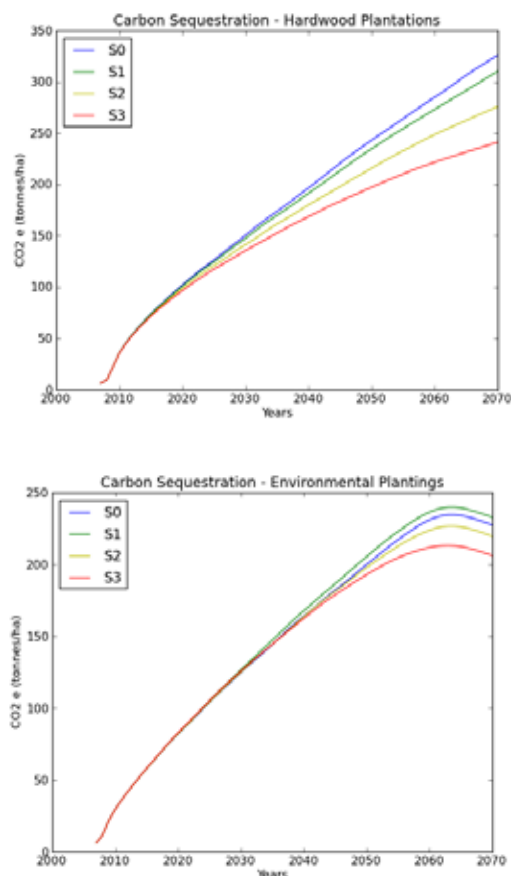 Carbon Sequestration - Hardwood Plantations
350
300
250
200
150
100
50
0
CO2 e (tonnes/ha)
S0
S1
S2
S3
2000 2010 2020 2030 2040 2050 2060 2070
Years
Carbon Sequestration - Environmental Plantings
250
200
150
100
50
0
CO2 e (tonnes/ha)
S0
S1
S2
S3
2000 2010 2020 2030 2040 2050 2060 2070
Years